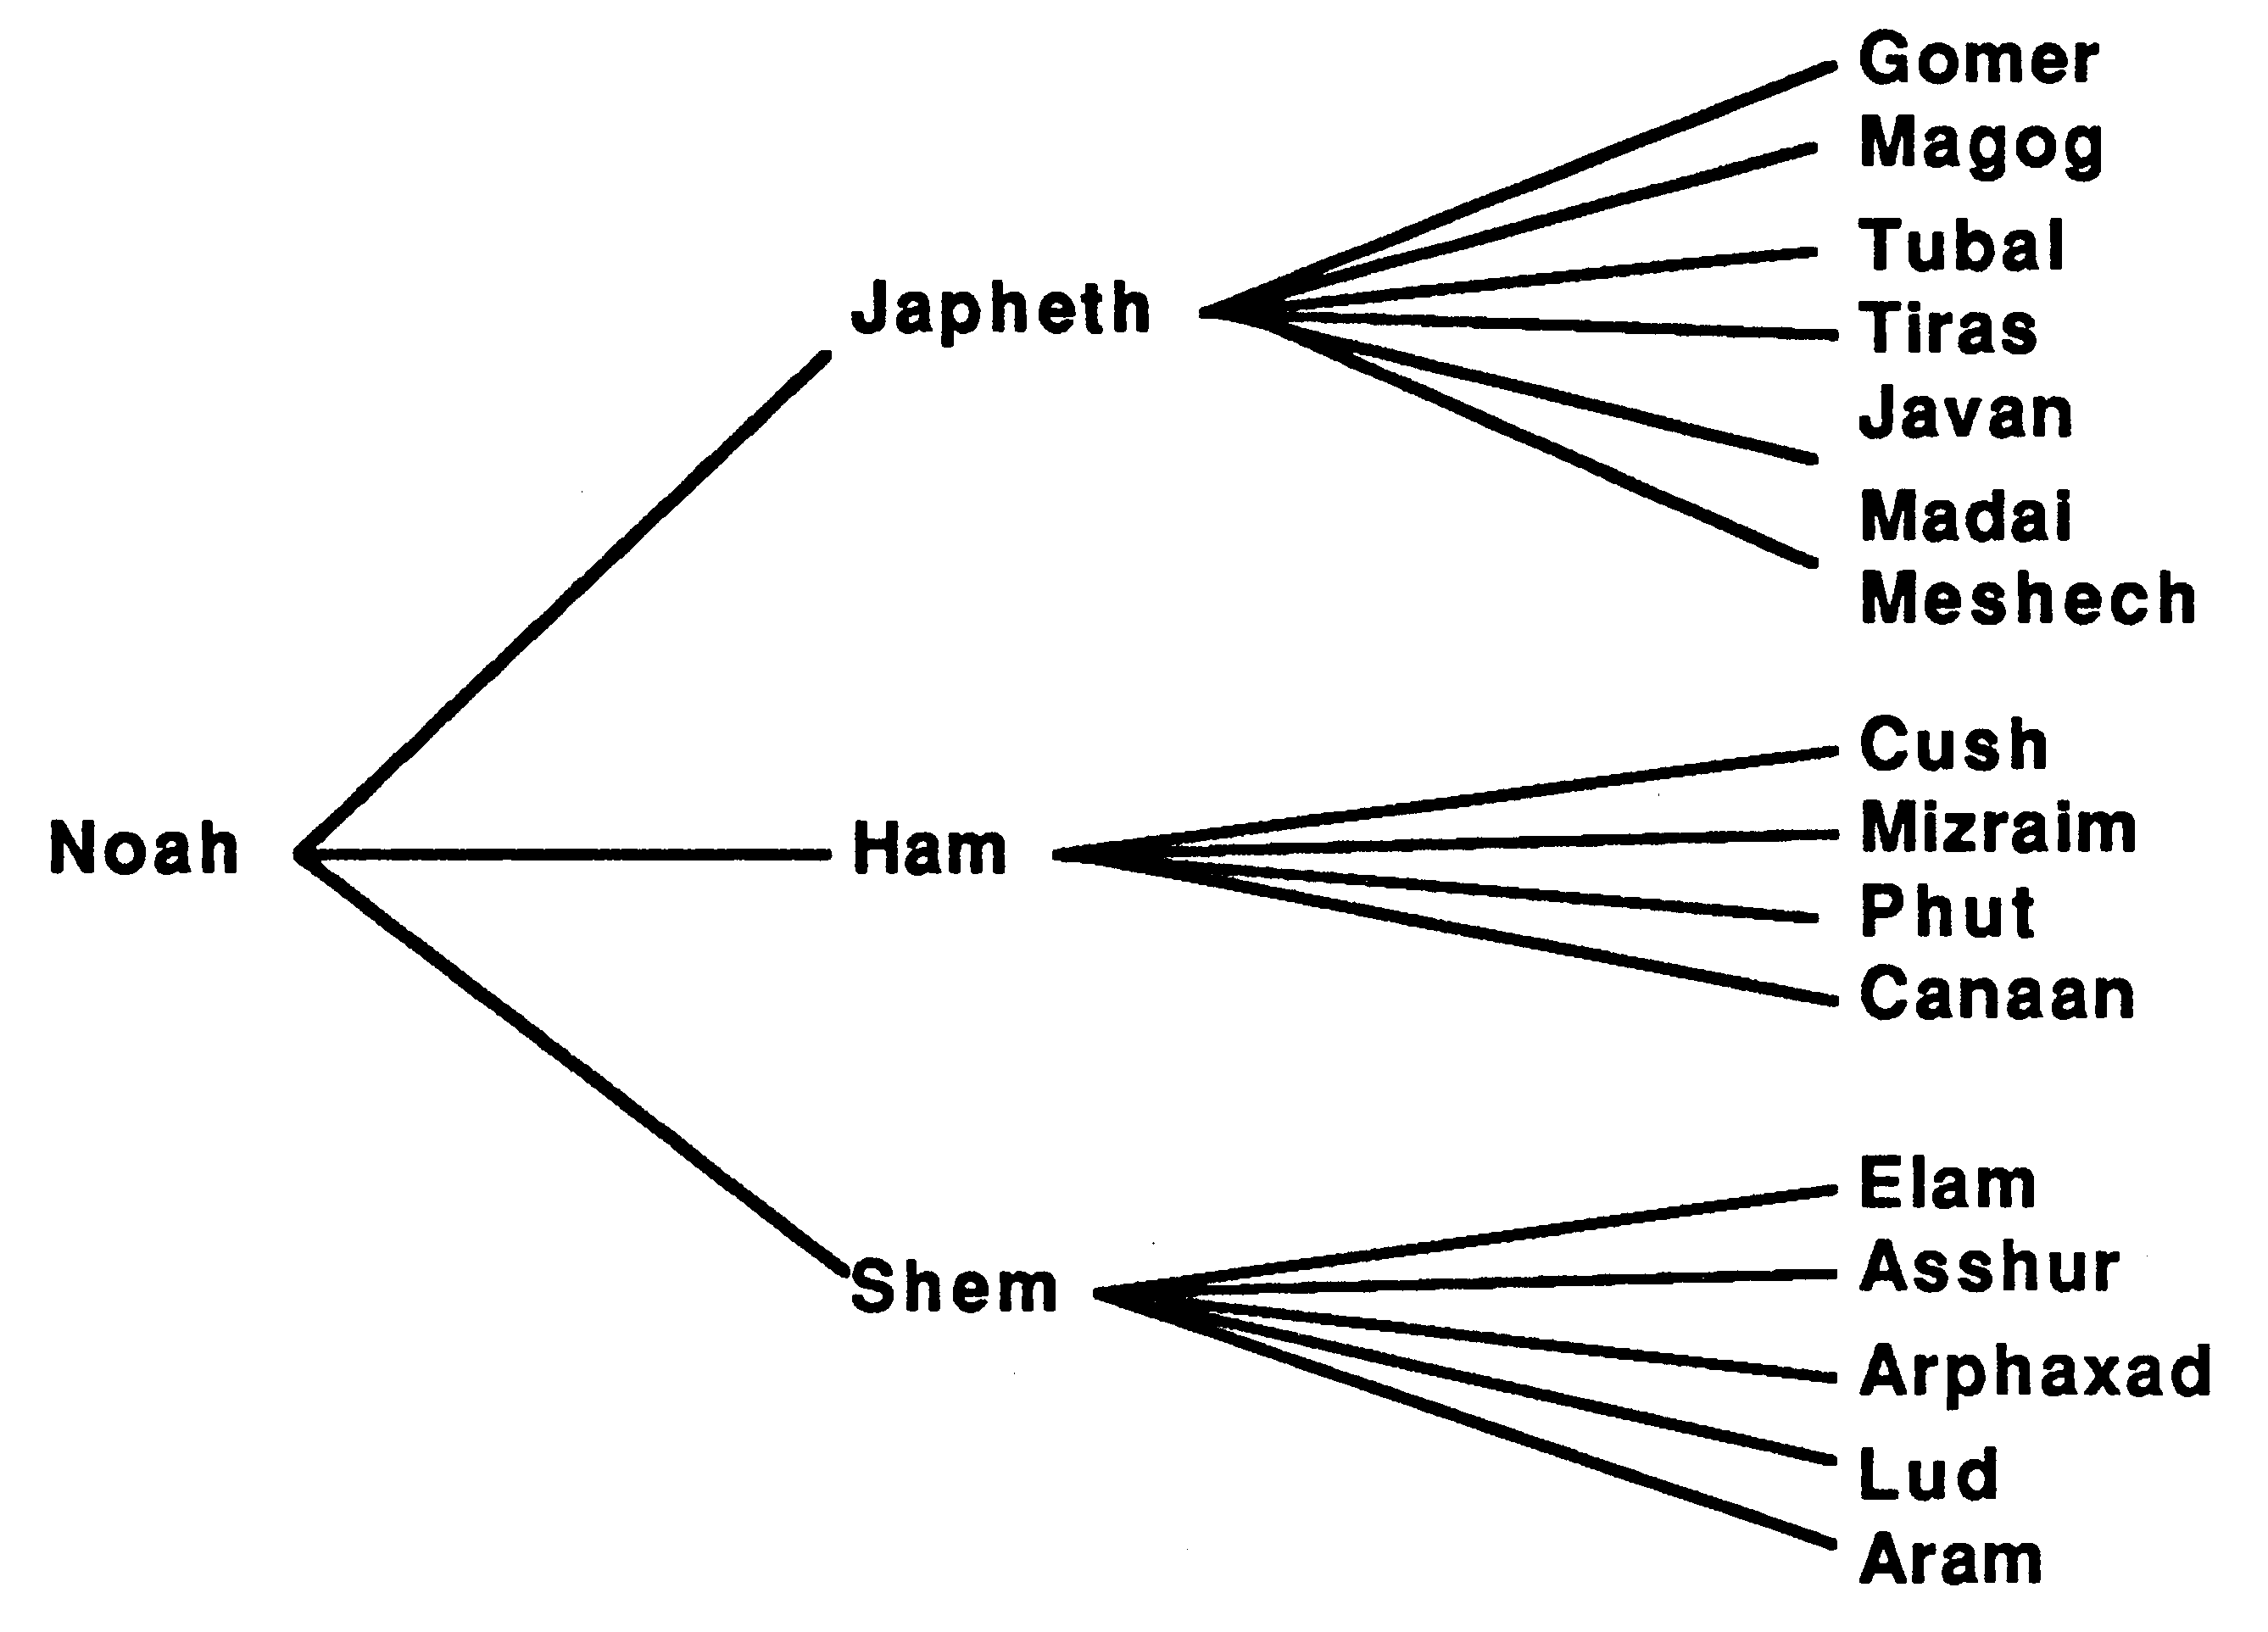 Gomer
Magog
Tubal
Japheth
Tiras
Javan
Madai
Meshech
Cush
Noah
Ham
Mizraim
Phut
Canaan
Elam
Asshur
Shem
Arphaxad
Lud
Aram